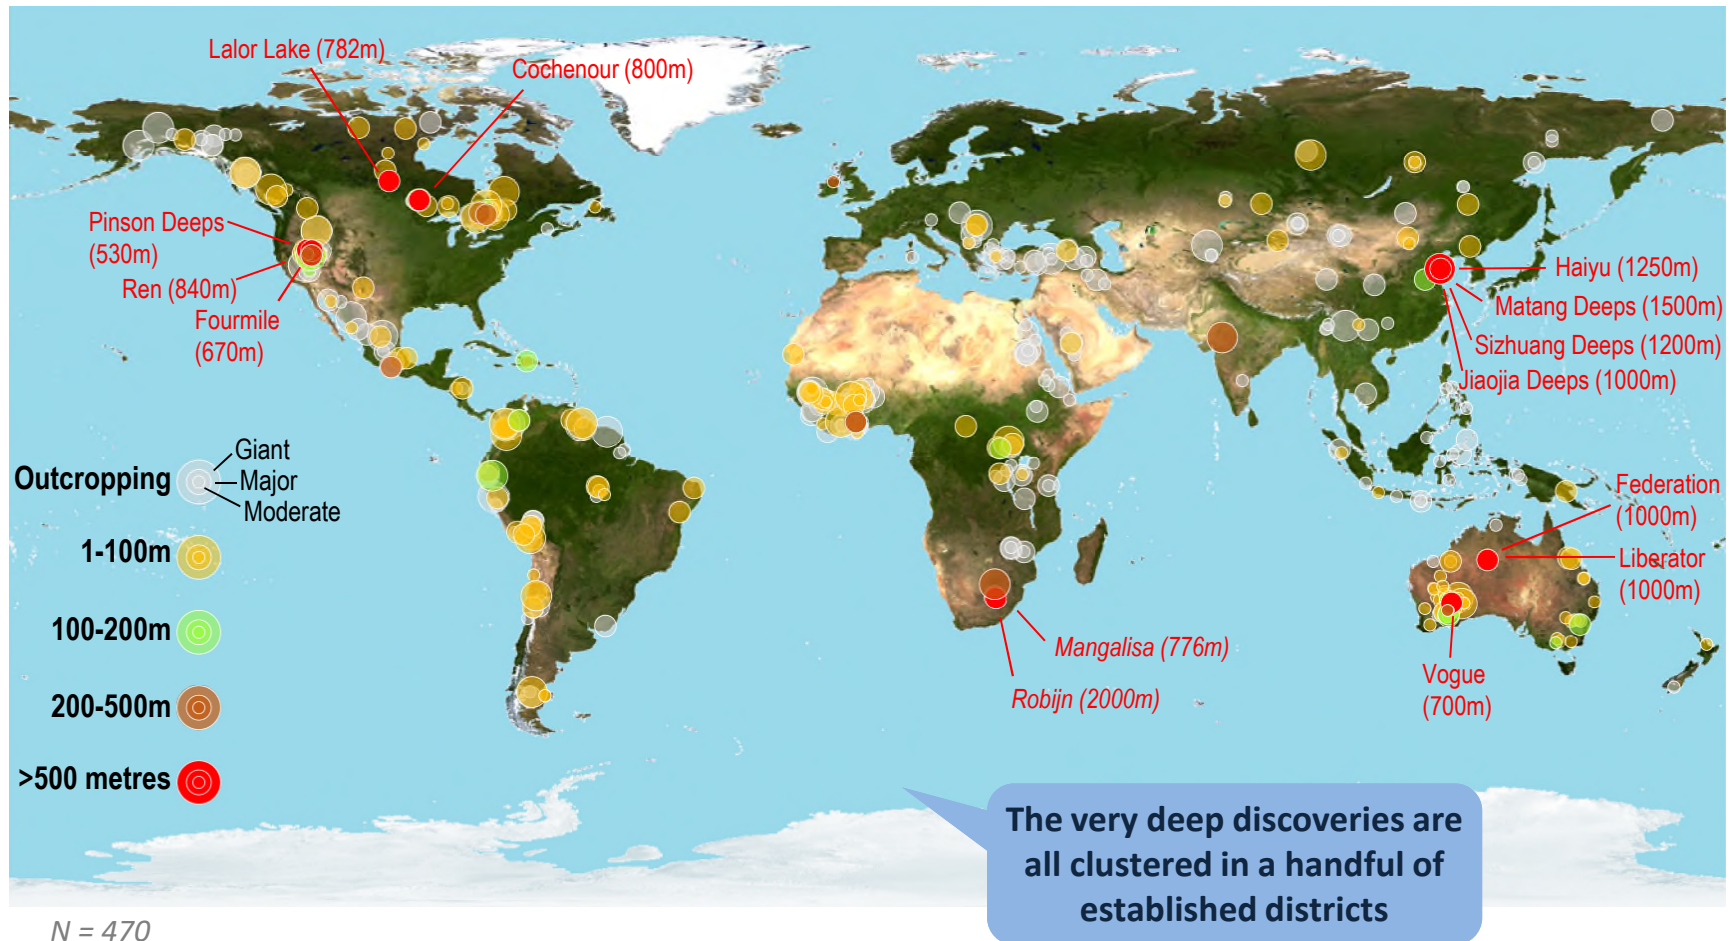 Lalor Lake (782m)
Cochenour (800m)
Pinson Deeps
(530m)
Ren (840m)
Fourmile
(670m)
Haiyu (1250m)
Matang Deeps (1500m)
Sizhuang Deeps (1200m)
Jiaojia Deeps (1000m)
Outcropping
Giant
Major
Moderate
1-100m
100-200m
200-500m
>500 metres
Federation
(1000m)
Liberator
(1000m)
Mangalisa (776m)
Robijn (2000m)
Vogue
(700m)
The very deep discoveries are
all clustered in a handful of
established districts
N = 470